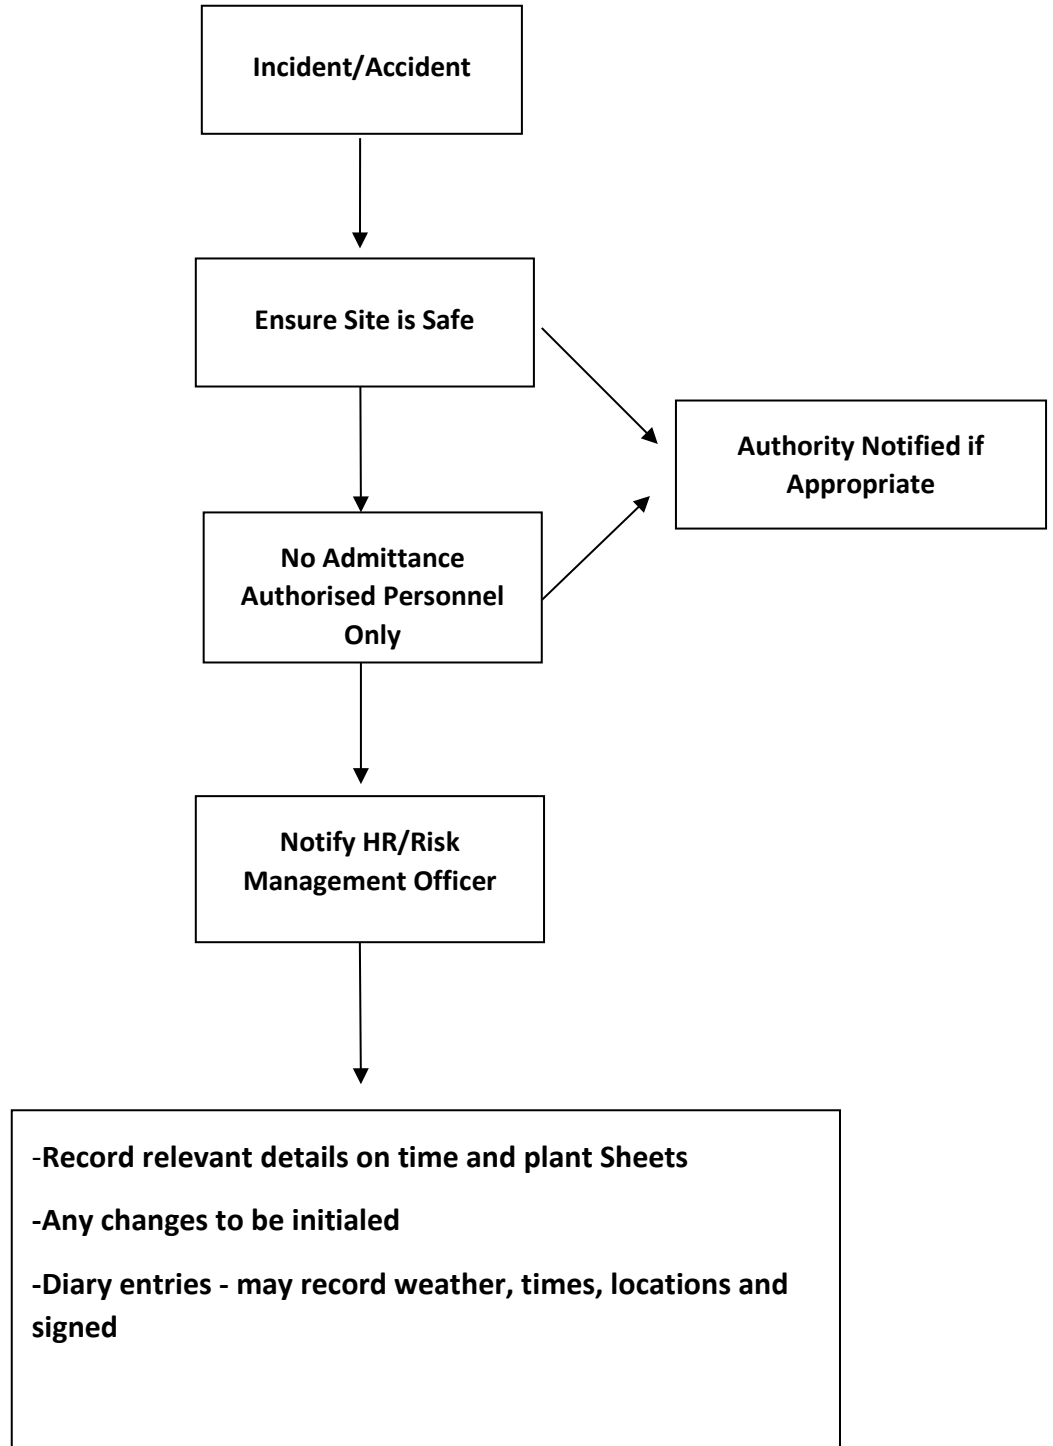 Incident/Accident
Ensure Site is Safe
Authority Notified if
Appropriate
No Admittance
Authorised Personnel
Only
Notify HR/Risk
Management Officer
-Record relevant details on time and plant Sheets
-Any changes to be initialed
-Diary entries - may record weather, times, locations and
signed